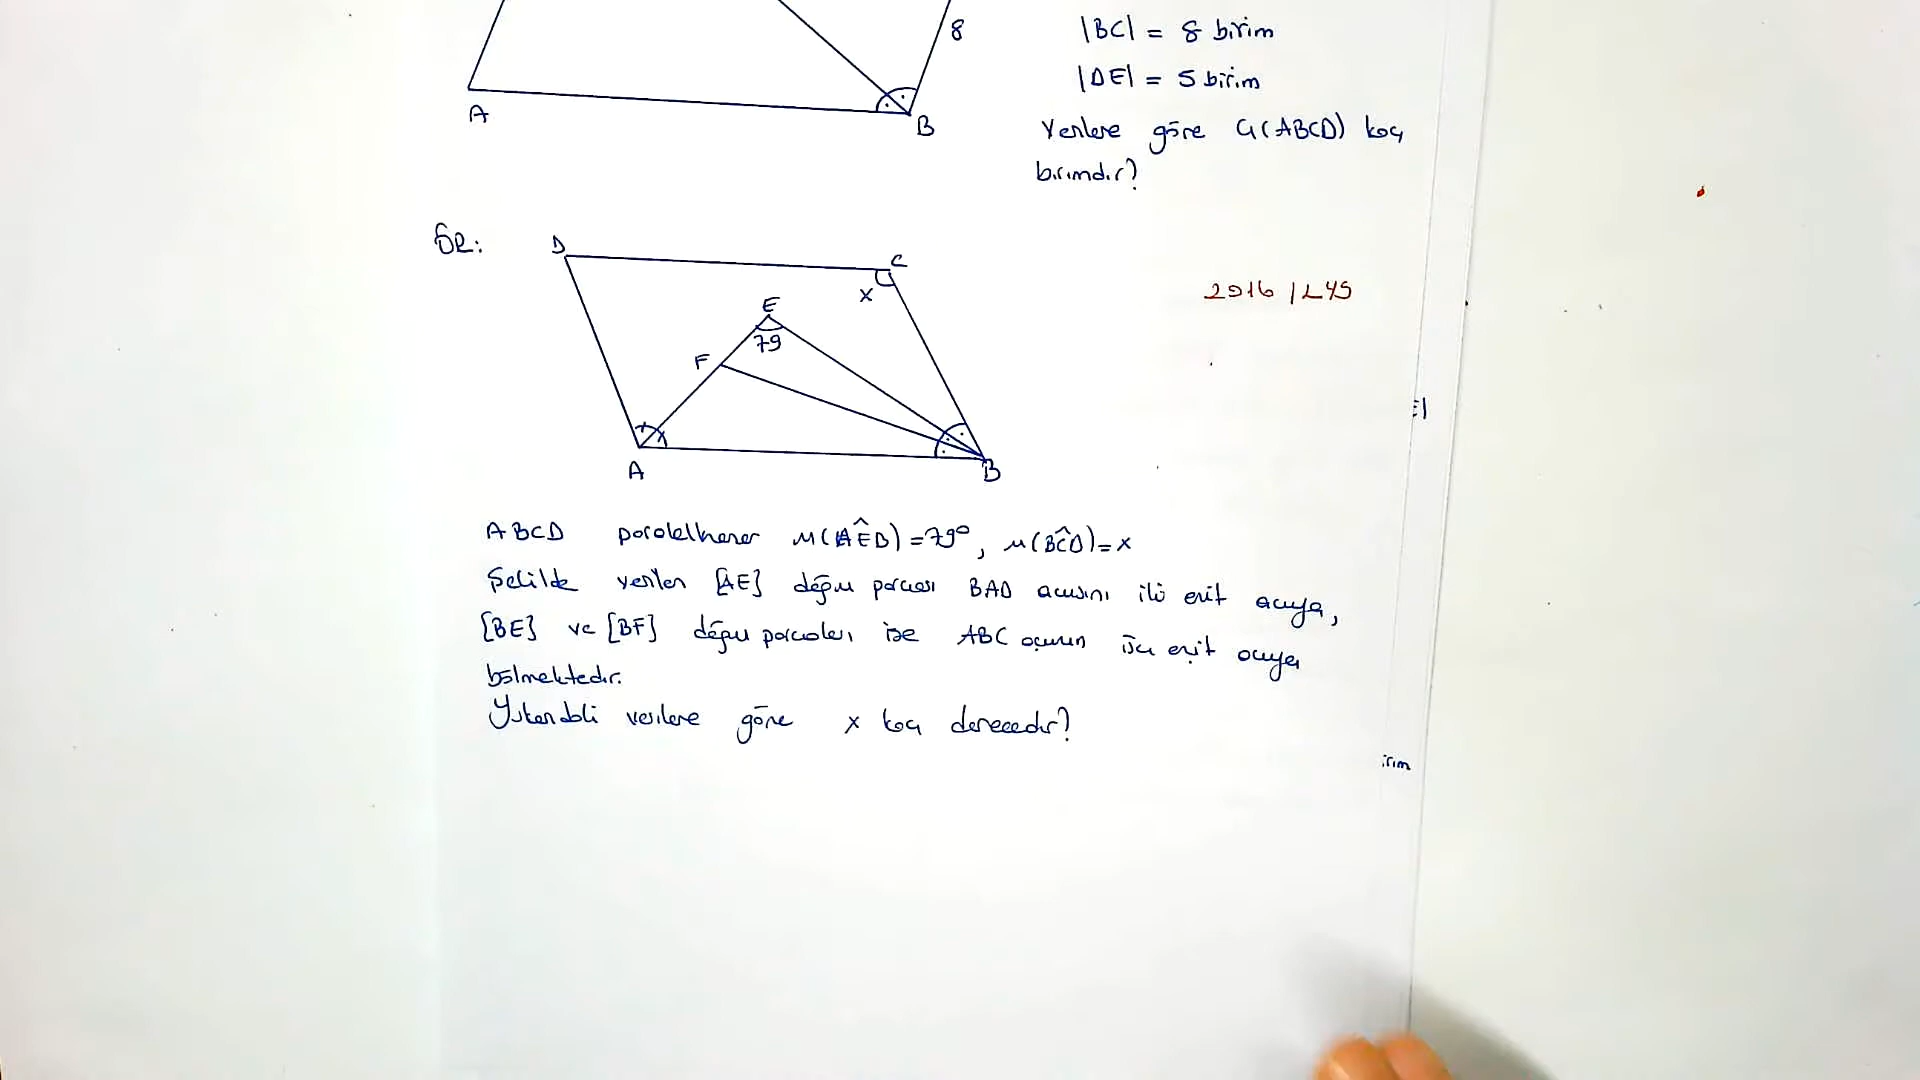 8
|BC| = 8 birim
|DE| = 5 birim
A
B
Verilere göre Ç(ABCD) kaç
birimdir?
ÖR:
D
C
x
E
79
F
A
B
2016 / LYS
E|
ABCD paralelkenar m(AÊB) = 79°, m(BĈD) = x
Şekilde verilen [AE] doğru parçası BAD açısını iki eşit açıya,
[BE] ve [BF] doğru parçaları ise ABC açısını üç eşit açıya
bölmektedir.
Yukarıdaki verilere göre x kaç derecedir?
irim